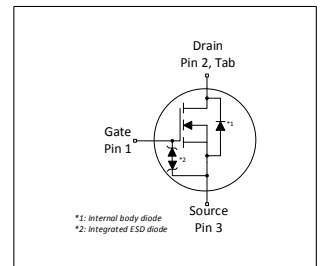 Drain
Pin 2, Tab
*1
Gate
Pin 1
*2
Source
Pin 3
*1: Internal body diode
*2: Integrated ESD diode